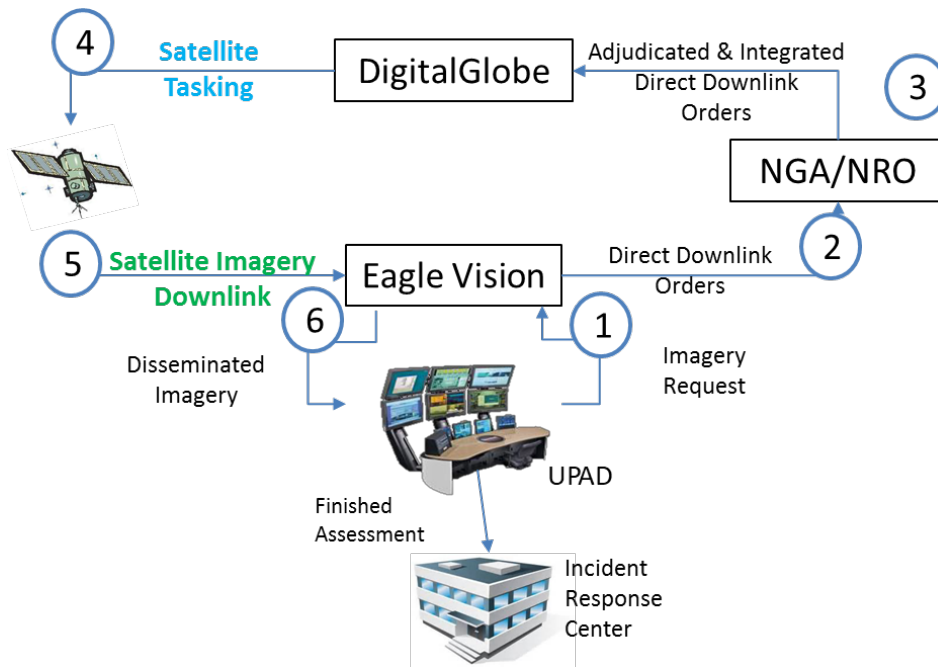 4
Satellite
Tasking
DigitalGlobe
Adjudicated & Integrated
Direct Downlink
Orders
3
NGA/NRO
5
Satellite Imagery
Downlink
Eagle Vision
Direct Downlink
Orders
2
6
1
Disseminated
Imagery
Imagery
Request
UPAD
Finished
Assessment
Incident
Response
Center